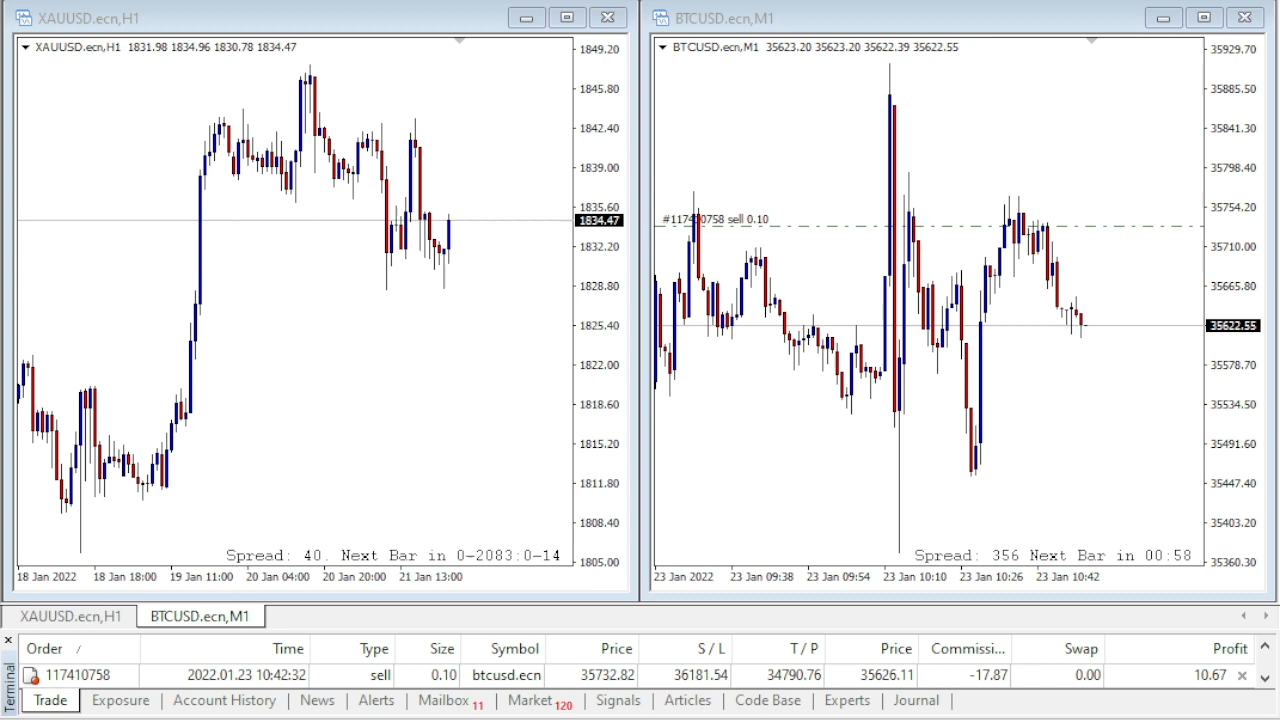 XAUUSD.ecn,H1
XAUUSD.ecn,H1 1831.98 1834.96 1830.78 1834.47
1849.20
1845.80
1842.40
1839.00
1835.60
1834.47
1832.20
1828.80
1825.40
1822.00
1818.60
1815.20
1811.80
1808.40
1805.00
Spread: 40. Next Bar in 0-2083:0-14
18 Jan 2022 18 Jan 18:00 19 Jan 11:00 20 Jan 04:00 20 Jan 20:00 21 Jan 13:00
BTCUSD.ecn,M1
BTCUSD.ecn,M1 35623.20 35623.20 35622.39 35622.55
35929.70
35885.50
35841.30
35798.40
35754.20
#117410758 sell 0.10
35710.00
35665.80
35622.55
35578.70
35534.50
35491.60
35447.40
35403.20
35360.30
Spread: 356 Next Bar in 00:58
23 Jan 2022 23 Jan 09:38 23 Jan 09:54 23 Jan 10:10 23 Jan 10:26 23 Jan 10:42
XAUUSD.ecn,H1 BTCUSD.ecn,M1
Order / Time Type Size Symbol Price S / L T / P Price Commissi... Swap Profit
117410758 2022.01.23 10:42:32 sell 0.10 btcusd.ecn 35732.82 36181.54 34790.76 35626.11 -17.87 0.00 10.67
Terminal
Trade Exposure Account History News Alerts Mailbox 11 Market 120 Signals Articles Code Base Experts Journal